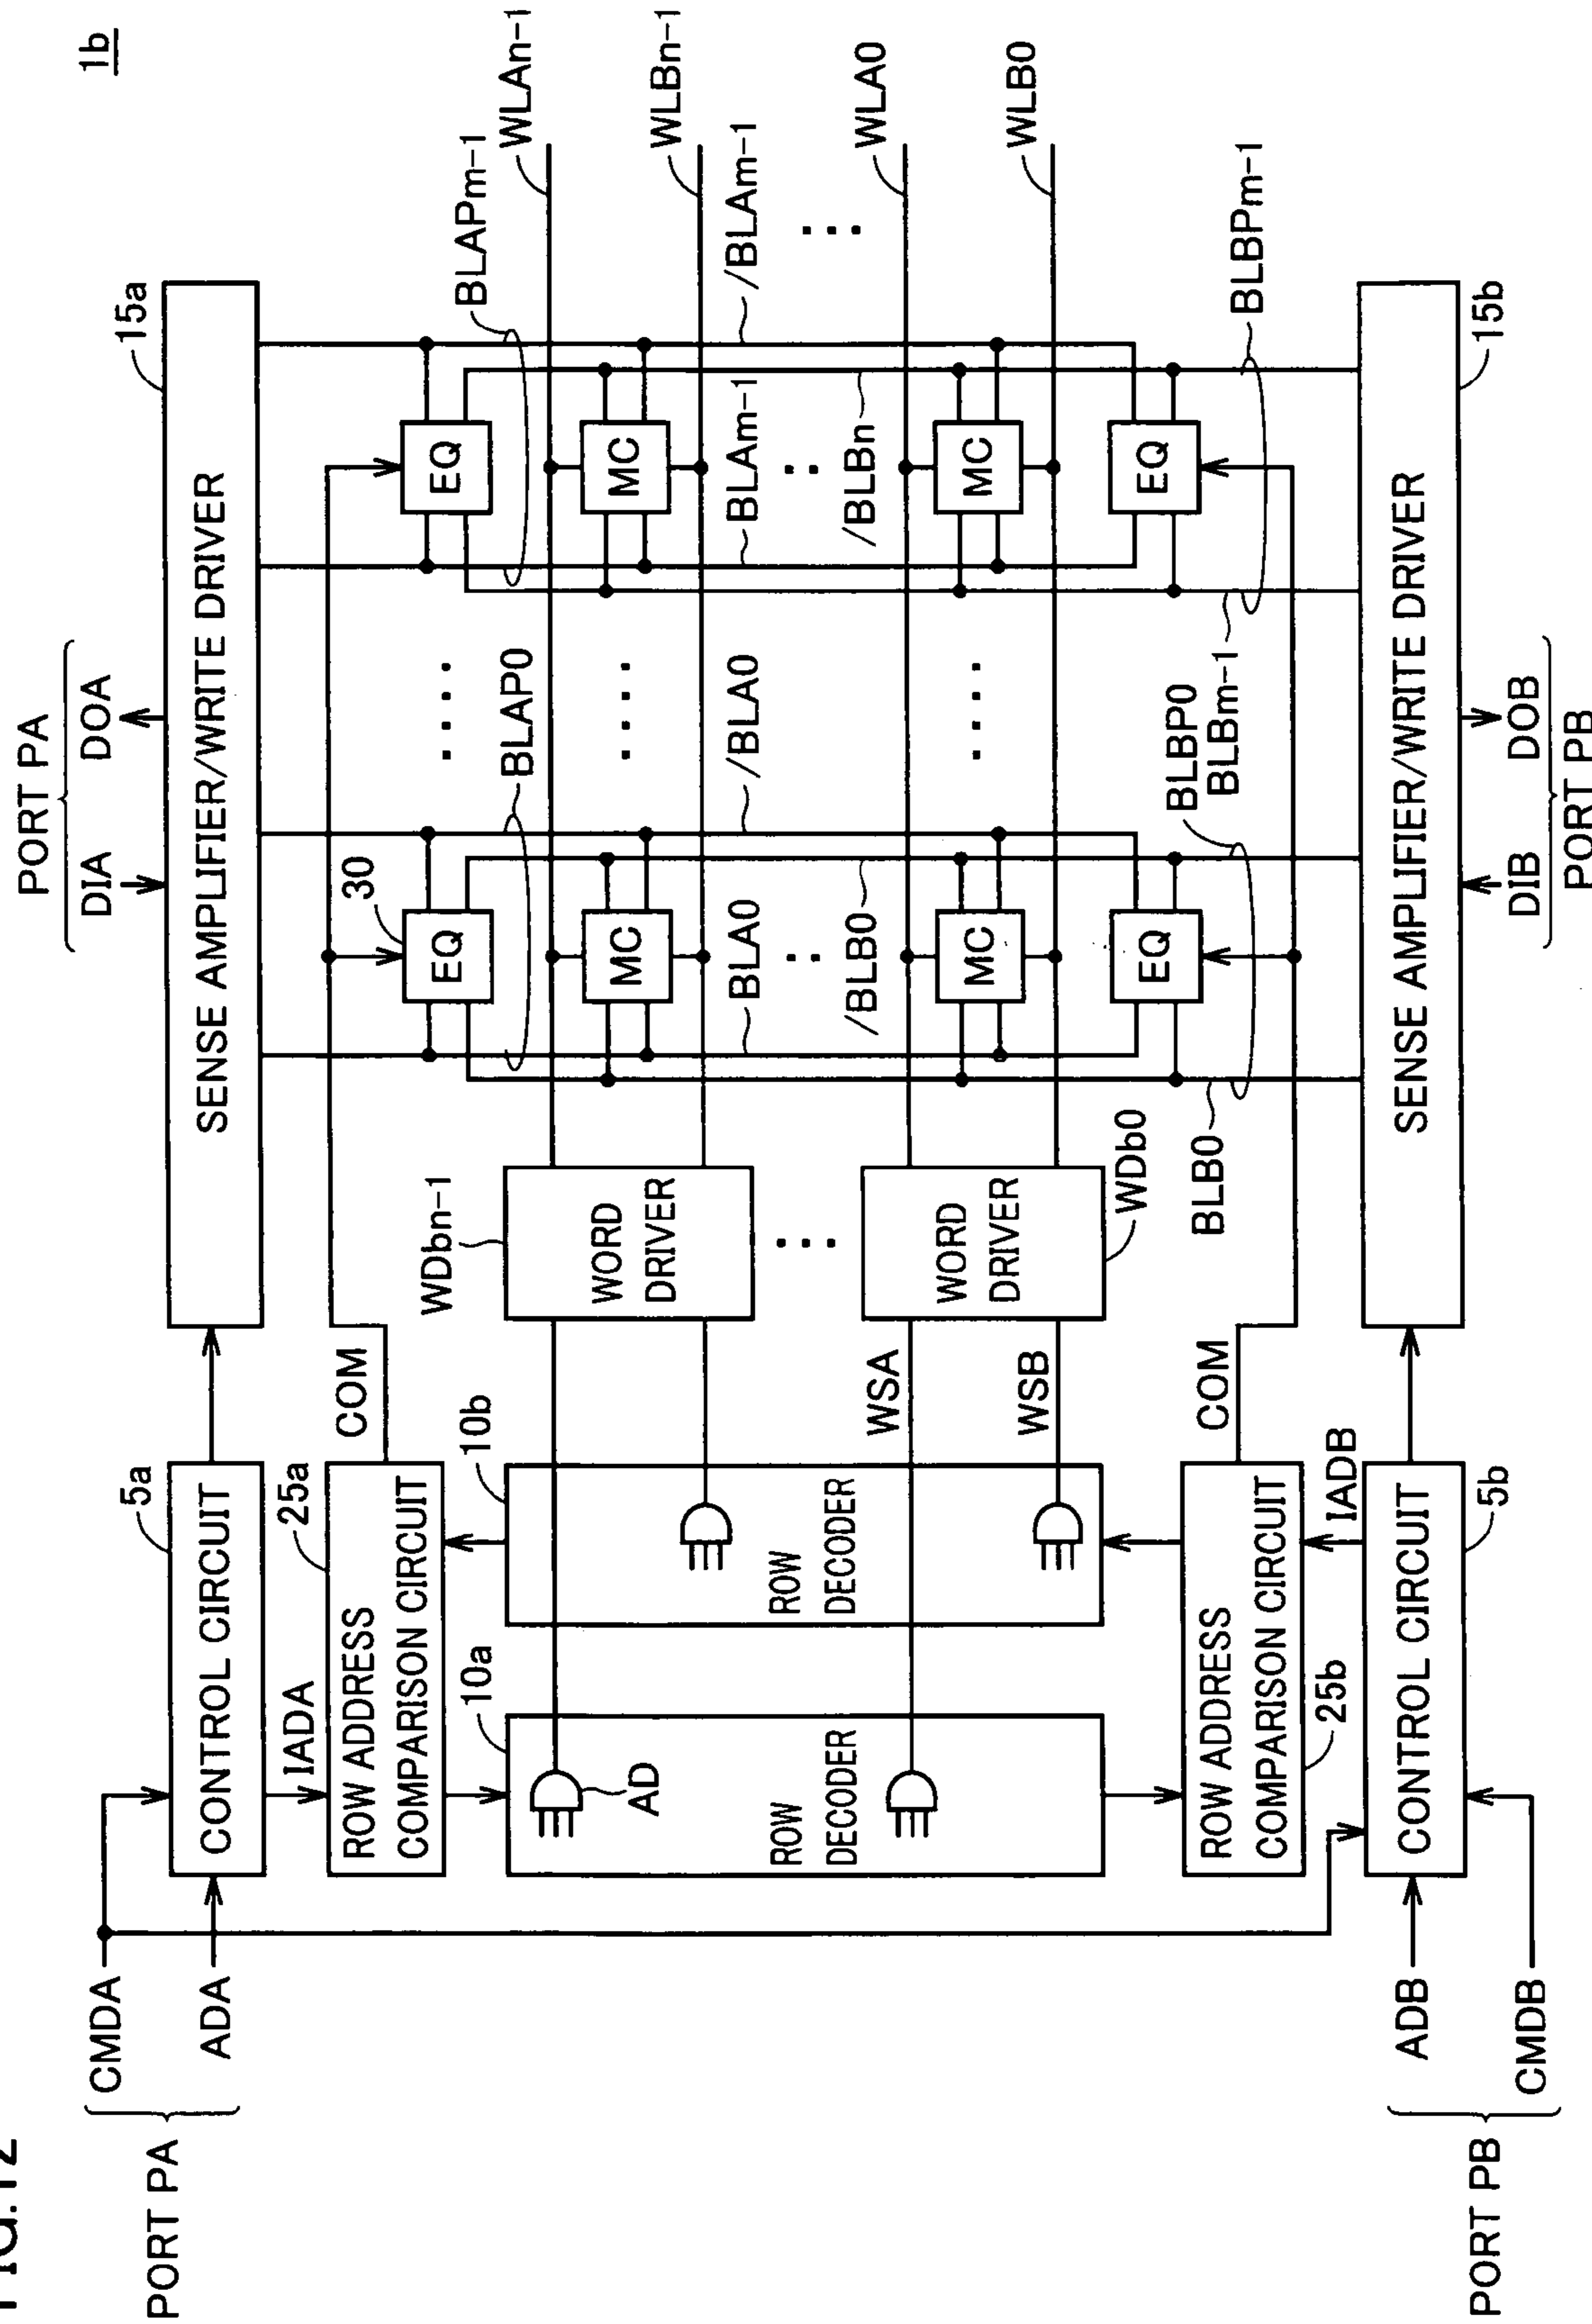 FIG.12
1b
PORT PA
DIA
DOA
CMDA
ADA
PORT PA
5a
CONTROL CIRCUIT
15a
SENSE AMPLIFIER/WRITE DRIVER
IADA
25a
ROW ADDRESS
COMPARISON CIRCUIT
COM
30
EQ
EQ
BLAP0
BLAPm-1
10a
10b
AD
ROW
DECODER
ROW
DECODER
WDbn-1
WORD
DRIVER
WLAn-1
MC
MC
WLBn-1
BLA0
/BLA0
BLAm-1
/BLAm-1
/BLB0
/BLBn
WSA
WSB
WORD
DRIVER
WDb0
WLA0
MC
MC
WLB0
ROW ADDRESS
COMPARISON CIRCUIT
25b
COM
EQ
EQ
BLB0
BLBP0
BLBm-1
BLBPm-1
IADB
ADB
CMDB
PORT PB
CONTROL CIRCUIT
5b
SENSE AMPLIFIER/WRITE DRIVER
15b
DIB
DOB
PORT PB